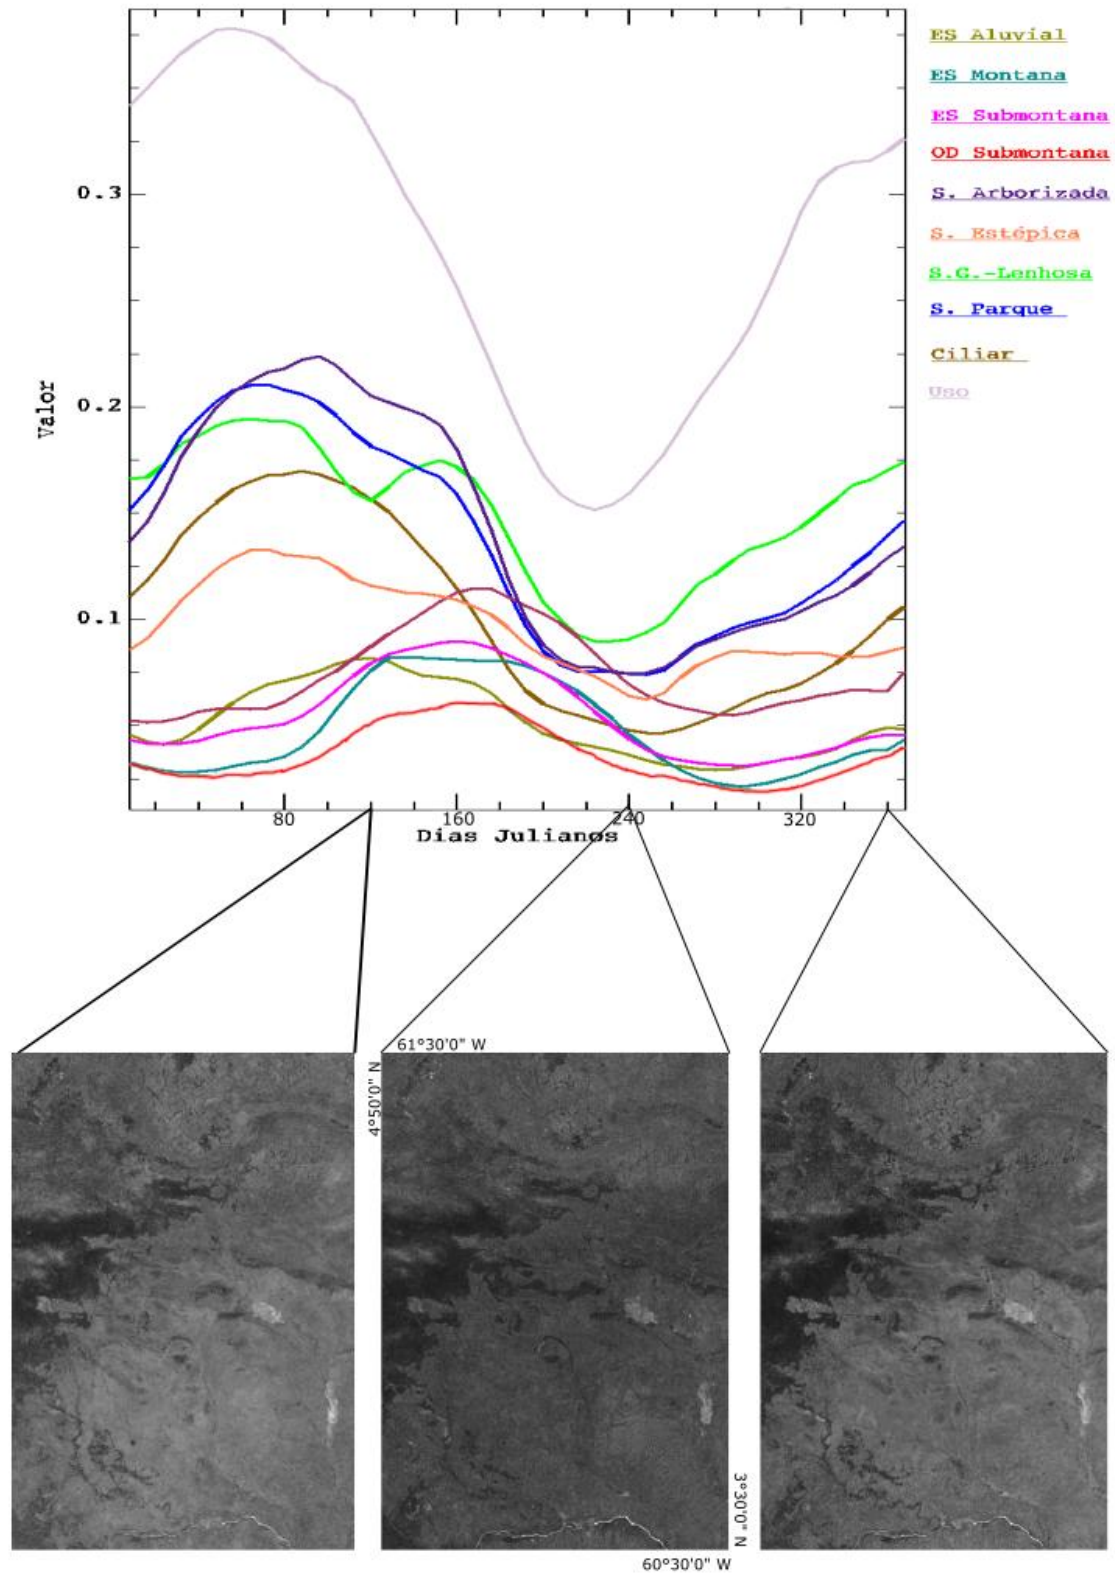 ES Aluvial
ES Montana
ES Submontana
OD Submontana
S. Arborizada
S. Estépica
S.G.-Lenhosa
S. Parque
Ciliar
Uso
Valor
0.3
0.2
0.1
80
160
240
320
Dias Julianos
61°30'0" W
4°50'0" N
3°30'0" N
60°30'0" W